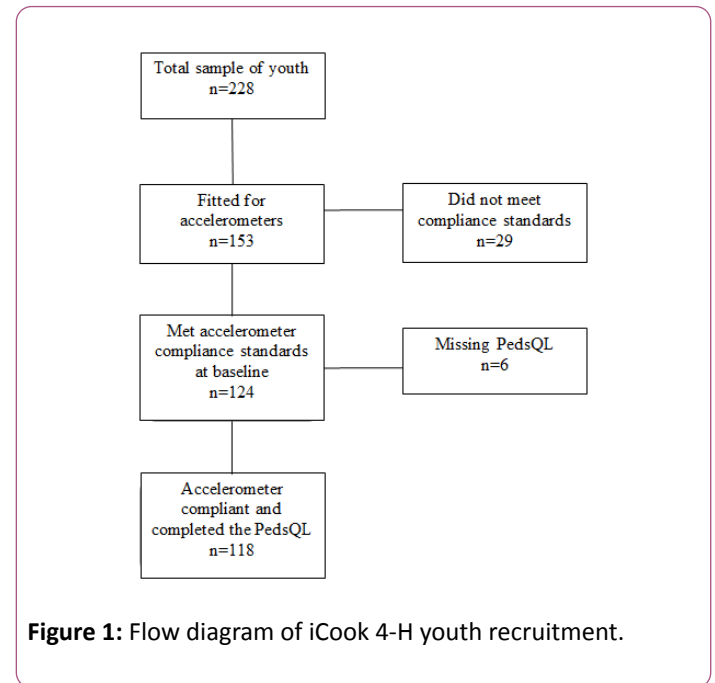 Total sample of youth
n=228
Fitted for
accelerometers
n=153
Did not meet
compliance standards
n=29
Met accelerometer
compliance standards
at baseline
n=124
Missing PedsQL
n=6
Accelerometer
compliant and
completed the PedsQL
n=118
Figure 1: Flow diagram of iCook 4-H youth recruitment.